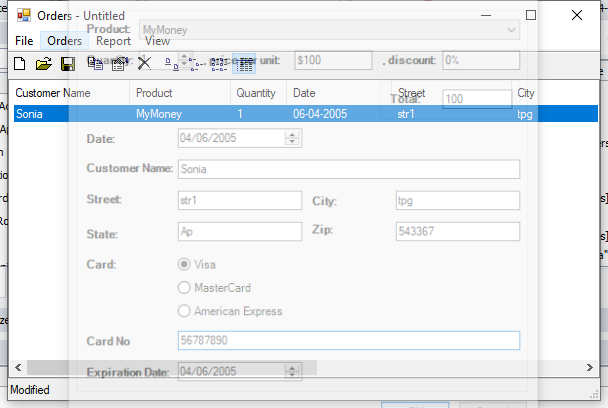 Orders - Untitled
Product: MyMoney
File Orders Report View
Quantity: 1 price per unit: $100 , discount: 0%
Customer Name Product Quantity Date Street City
Total: 100
Sonia MyMoney 1 06-04-2005 str1 tpg
Date: 04/06/2005
Customer Name: Sonia
Street: str1 City: tpg
State: Ap Zip: 543367
Card: Visa
MasterCard
American Express
Card No 56787890
Expiration Date: 04/06/2005
Modified